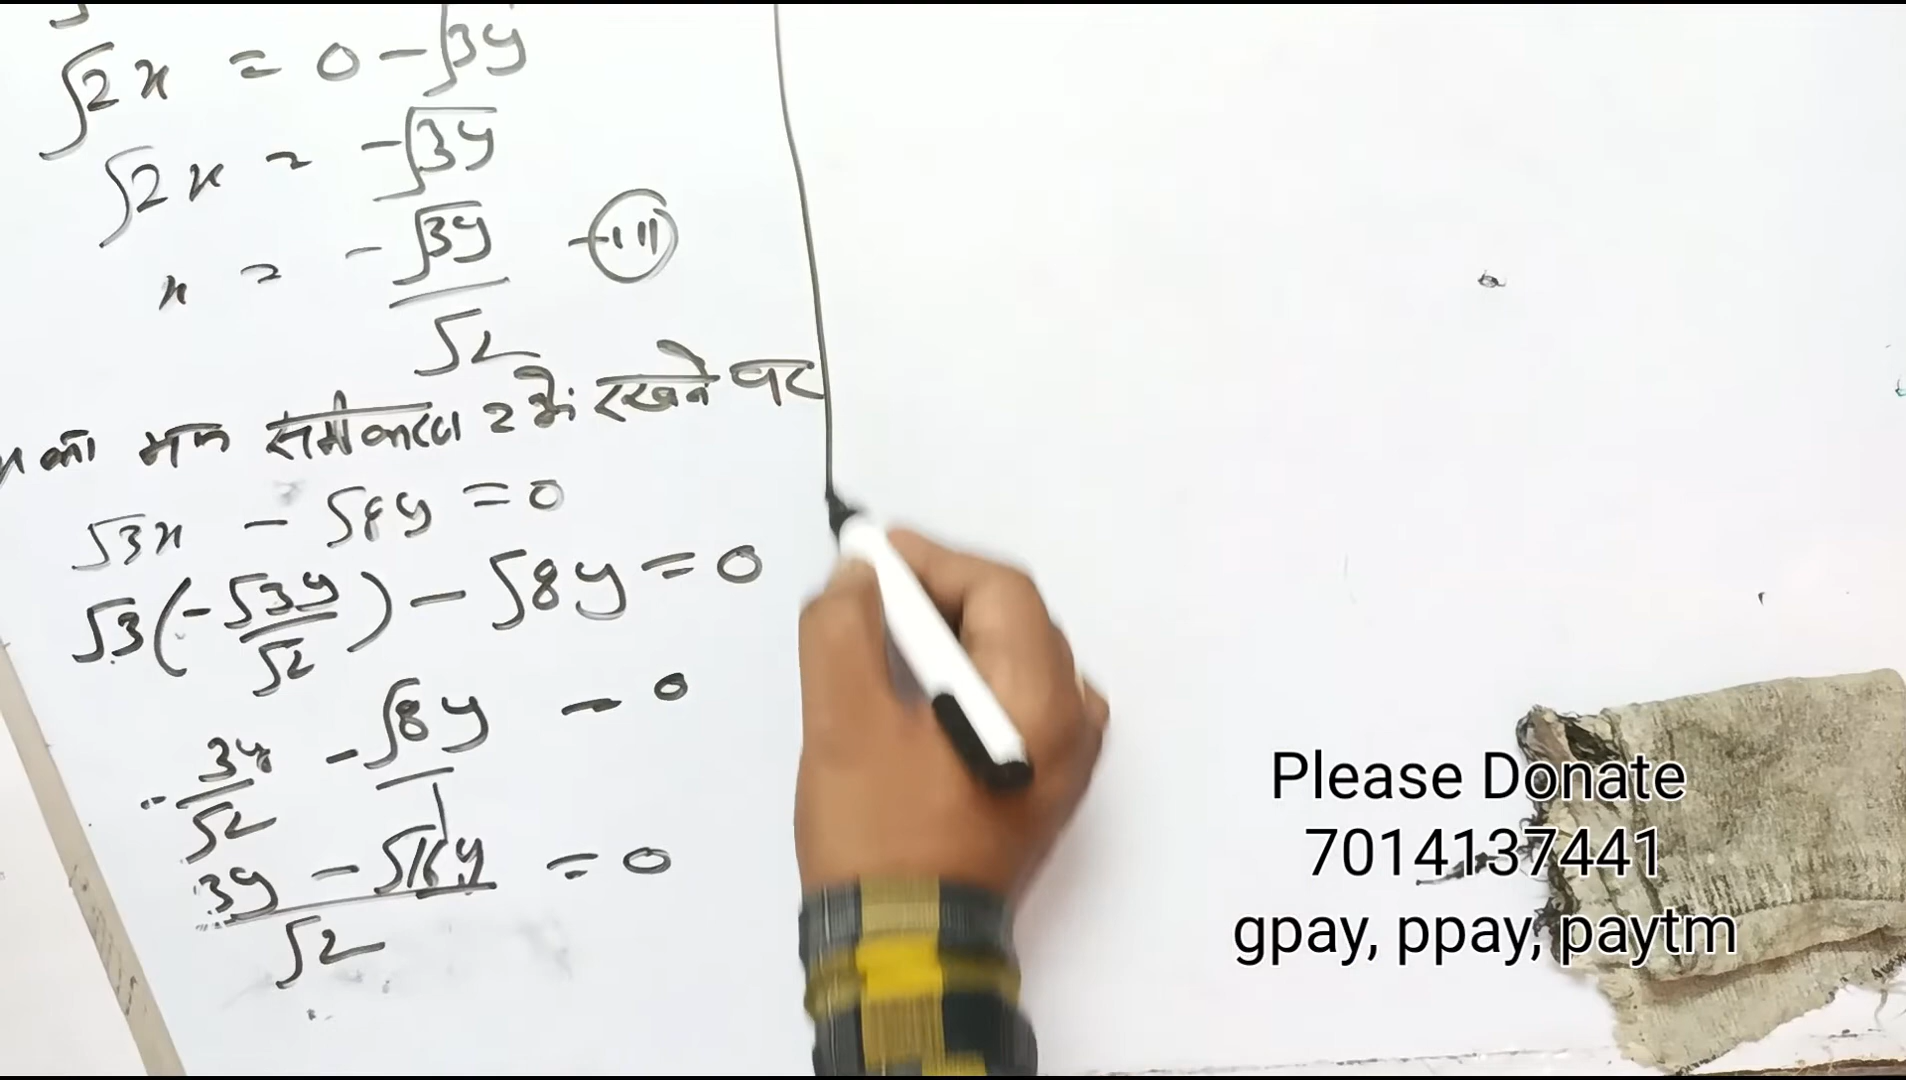 √2x = 0 - √3y
√2x = -√3y
x = -√3y/√2 - (iii)
का मान समीकरण 2 में रखने पर
√3x - √8y = 0
√3(-√3y/√2) - √8y = 0
-3y/√2 - √8y/1 - 0
3y - √16y/√2 = 0
Please Donate
7014137441
gpay, ppay, paytm